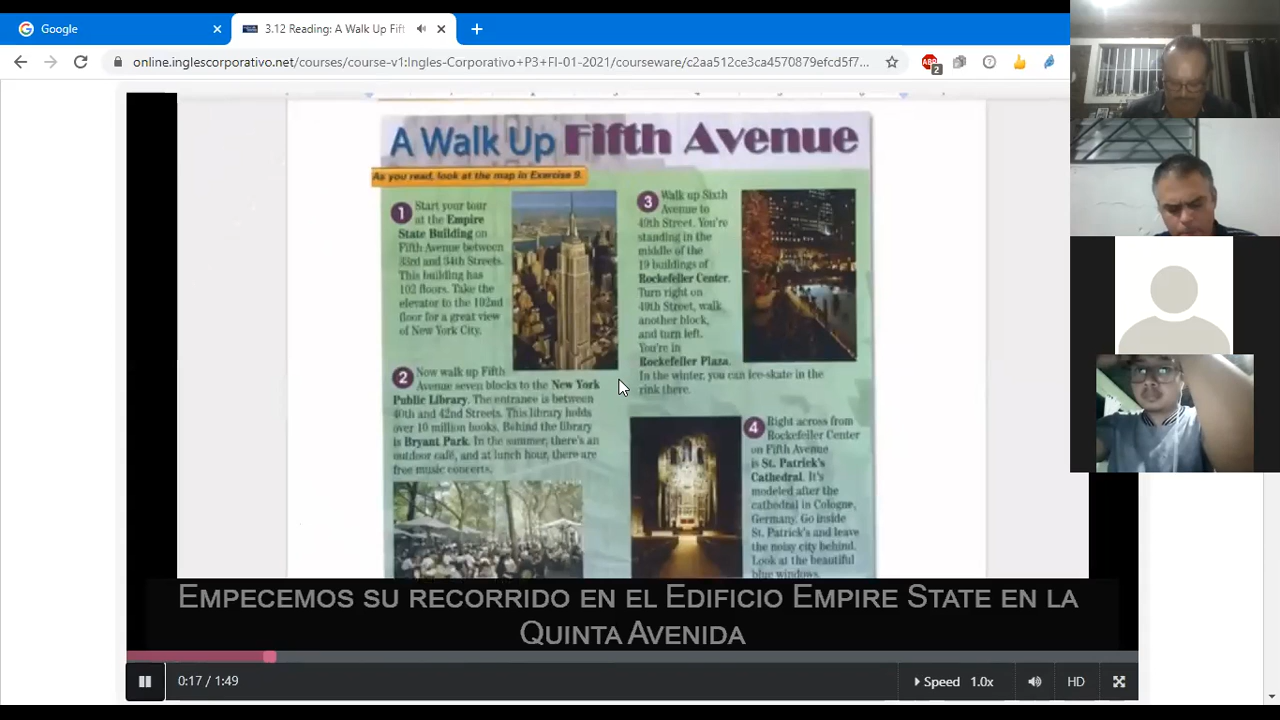 Google
3.12 Reading: A Walk Up Fift
online.inglescorporativo.net/courses/course-v1:Ingles-Corporativo+P3+FI-01-2021/courseware/c2aa512ce3ca4570879efcd5f7...
2
A Walk Up Fifth Avenue
As you read, look at the map in Exercise 9.
1 Start your tour
at the Empire
State Building on
Fifth Avenue between
33rd and 34th Streets.
This building has
102 floors. Take the
elevator to the 102nd
floor for a great view
of New York City.
2 Now walk up Fifth
Avenue seven blocks to the New York
Public Library. The entrance is between
40th and 42nd Streets. This library holds
over 10 million books. Behind the library
is Bryant Park. In the summer, there's an
outdoor café, and at lunch hour, there are
free music concerts.
3 Walk up Sixth
Avenue to
49th Street. You're
standing in the
middle of the
19 buildings of
Rockefeller Center.
Turn right on
49th Street, walk
another block,
and turn left.
You're in
Rockefeller Plaza.
In the winter, you can ice-skate in the
rink there.
4 Right across from
Rockefeller Center
on Fifth Avenue
is St. Patrick's
Cathedral. It's
modeled after the
cathedral in Cologne,
Germany. Go inside
St. Patrick's and leave
the noisy city behind.
Look at the beautiful
blue windows.
Empecemos su recorrido en el Edificio Empire State en la
Quinta Avenida
0:17 / 1:49
Speed 1.0x
HD